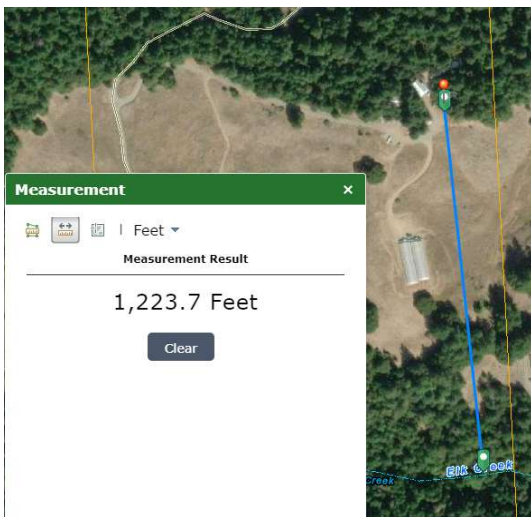 Measurement ×
Feet
Measurement Result
1,223.7 Feet
Clear
Elk Creek
Creek